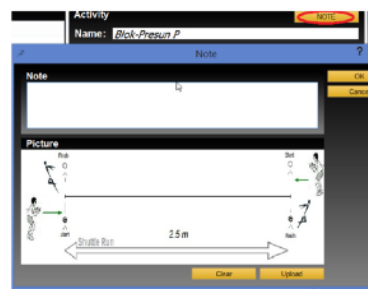 Activity NOTE
Name: Blok-Presun P
Note ?
Note OK
Cancel
Picture
Finish Start
Start Finish
2.5 m
Shuttle Run
Clear Upload